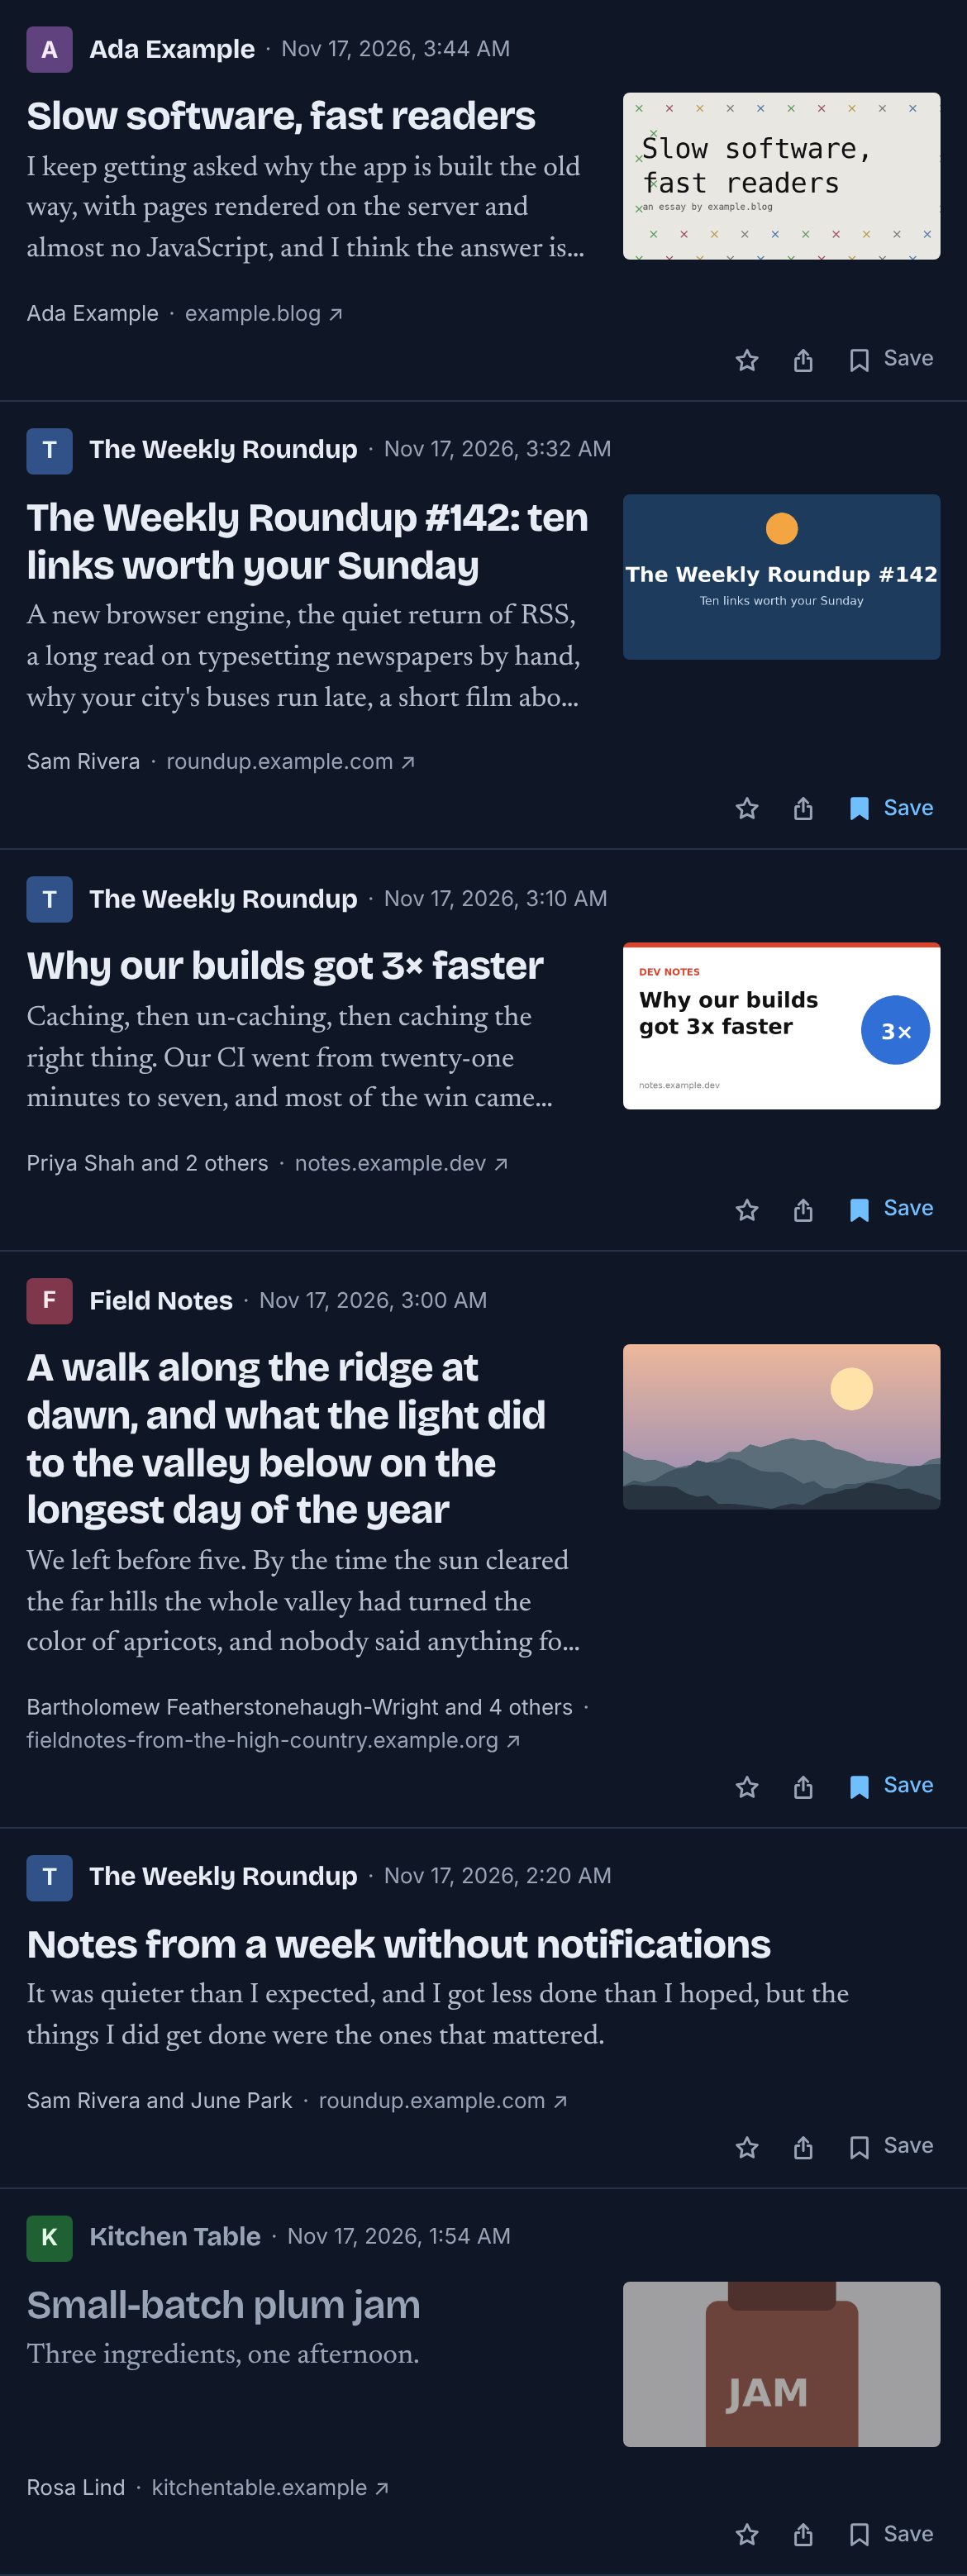 A Ada Example · Nov 17, 2026, 3:44 AM
Slow software, fast readers
I keep getting asked why the app is built the old
way, with pages rendered on the server and
almost no JavaScript, and I think the answer is...
Slow software,
fast readers
an essay by example.blog
Ada Example · example.blog ↗
Save
T The Weekly Roundup · Nov 17, 2026, 3:32 AM
The Weekly Roundup #142: ten
links worth your Sunday
A new browser engine, the quiet return of RSS,
a long read on typesetting newspapers by hand,
why your city's buses run late, a short film abo...
The Weekly Roundup #142
Ten links worth your Sunday
Sam Rivera · roundup.example.com ↗
Save
T The Weekly Roundup · Nov 17, 2026, 3:10 AM
Why our builds got 3× faster
Caching, then un-caching, then caching the
right thing. Our CI went from twenty-one
minutes to seven, and most of the win came...
DEV NOTES
Why our builds
got 3x faster
3×
notes.example.dev
Priya Shah and 2 others · notes.example.dev ↗
Save
F Field Notes · Nov 17, 2026, 3:00 AM
A walk along the ridge at
dawn, and what the light did
to the valley below on the
longest day of the year
We left before five. By the time the sun cleared
the far hills the whole valley had turned the
color of apricots, and nobody said anything fo...
Bartholomew Featherstonehaugh-Wright and 4 others ·
fieldnotes-from-the-high-country.example.org ↗
Save
T The Weekly Roundup · Nov 17, 2026, 2:20 AM
Notes from a week without notifications
It was quieter than I expected, and I got less done than I hoped, but the
things I did get done were the ones that mattered.
Sam Rivera and June Park · roundup.example.com ↗
Save
K Kitchen Table · Nov 17, 2026, 1:54 AM
Small-batch plum jam
Three ingredients, one afternoon.
JAM
Rosa Lind · kitchentable.example ↗
Save